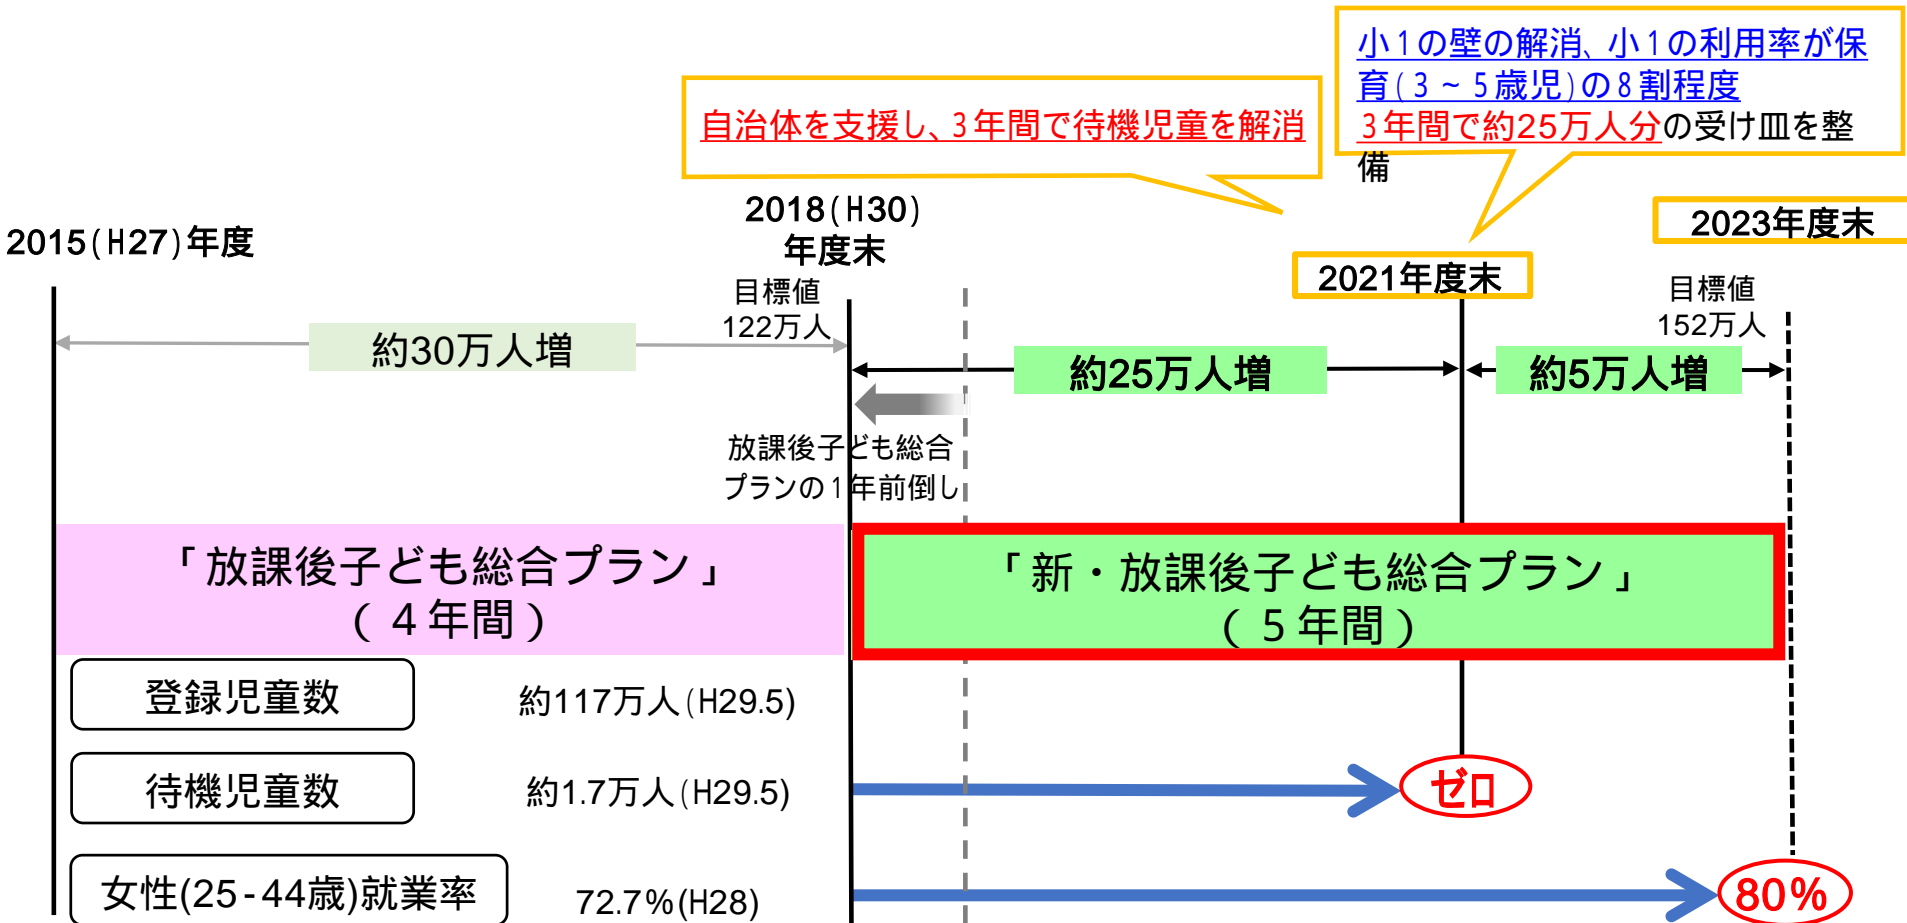 小1の壁の解消、小1の利用率が保
育(3～5歳児)の8割程度
3年間で約25万人分の受け皿を整
備
自治体を支援し、3年間で待機児童を解消
2015(H27)年度
2018(H30)
年度末
2021年度末
2023年度末
目標値
122万人
目標値
152万人
約30万人増
約25万人増
約5万人増
放課後子ども総合
プランの1年前倒し
「放課後子ども総合プラン」
（4年間）
「新・放課後子ども総合プラン」
（5年間）
登録児童数
約117万人(H29.5)
待機児童数
約1.7万人(H29.5)
ゼロ
女性(25-44歳)就業率
72.7%(H28)
80%